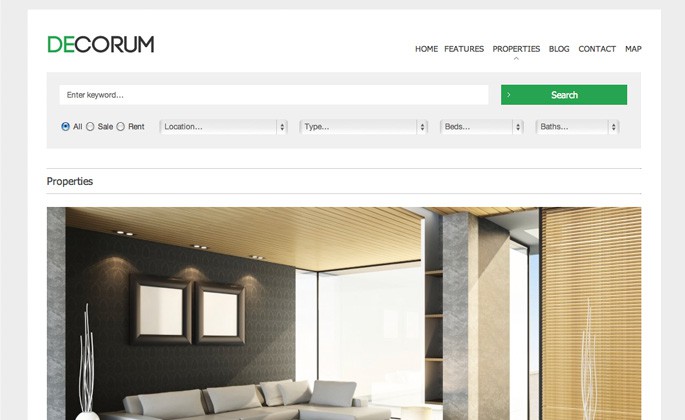 DECORUM
HOME FEATURES PROPERTIES BLOG CONTACT MAP
Enter keyword...
Search
All Sale Rent Location... Type... Beds... Baths...
Properties